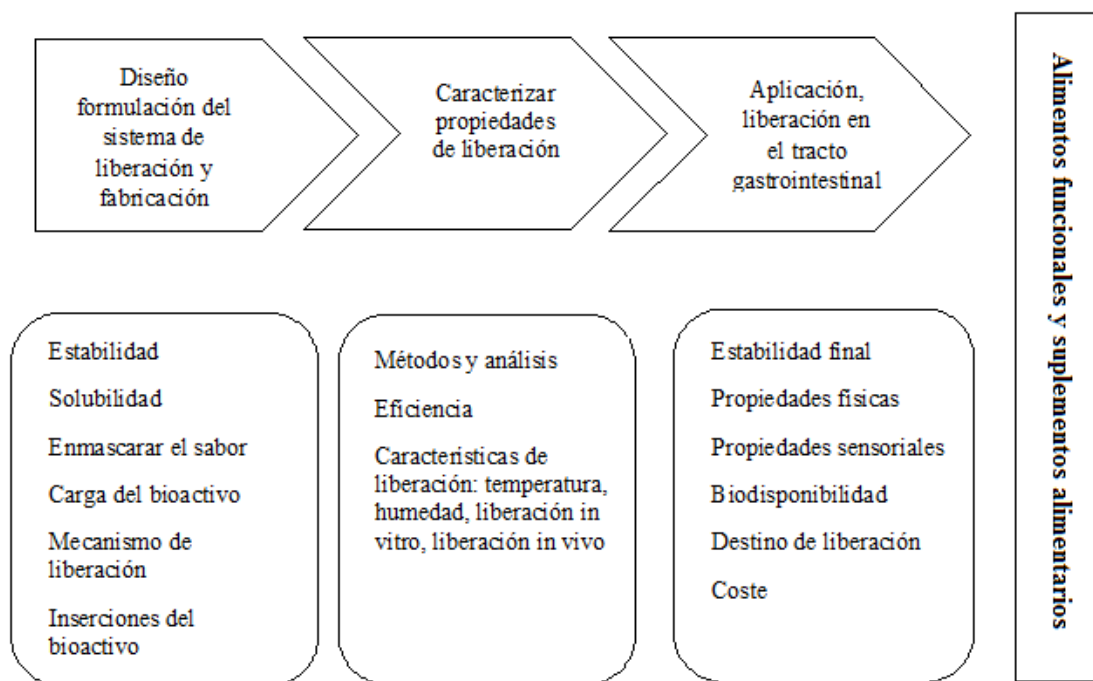 Diseño
formulación del
sistema de
liberación y
fabricación
Caracterizar
propiedades
de liberación
Aplicación,
liberación en
el tracto
gastrointestinal
Estabilidad
Solubilidad
Enmascarar el sabor
Carga del bioactivo
Mecanismo de
liberación
Inserciones del
bioactivo
Métodos y análisis
Eficiencia
Caracteristicas de
liberación: temperatura,
humedad, liberación in
vitro, liberación in vivo
Estabilidad final
Propiedades físicas
Propiedades sensoriales
Biodisponibilidad
Destino de liberación
Coste
Alimentos funcionales y suplementos alimentarios